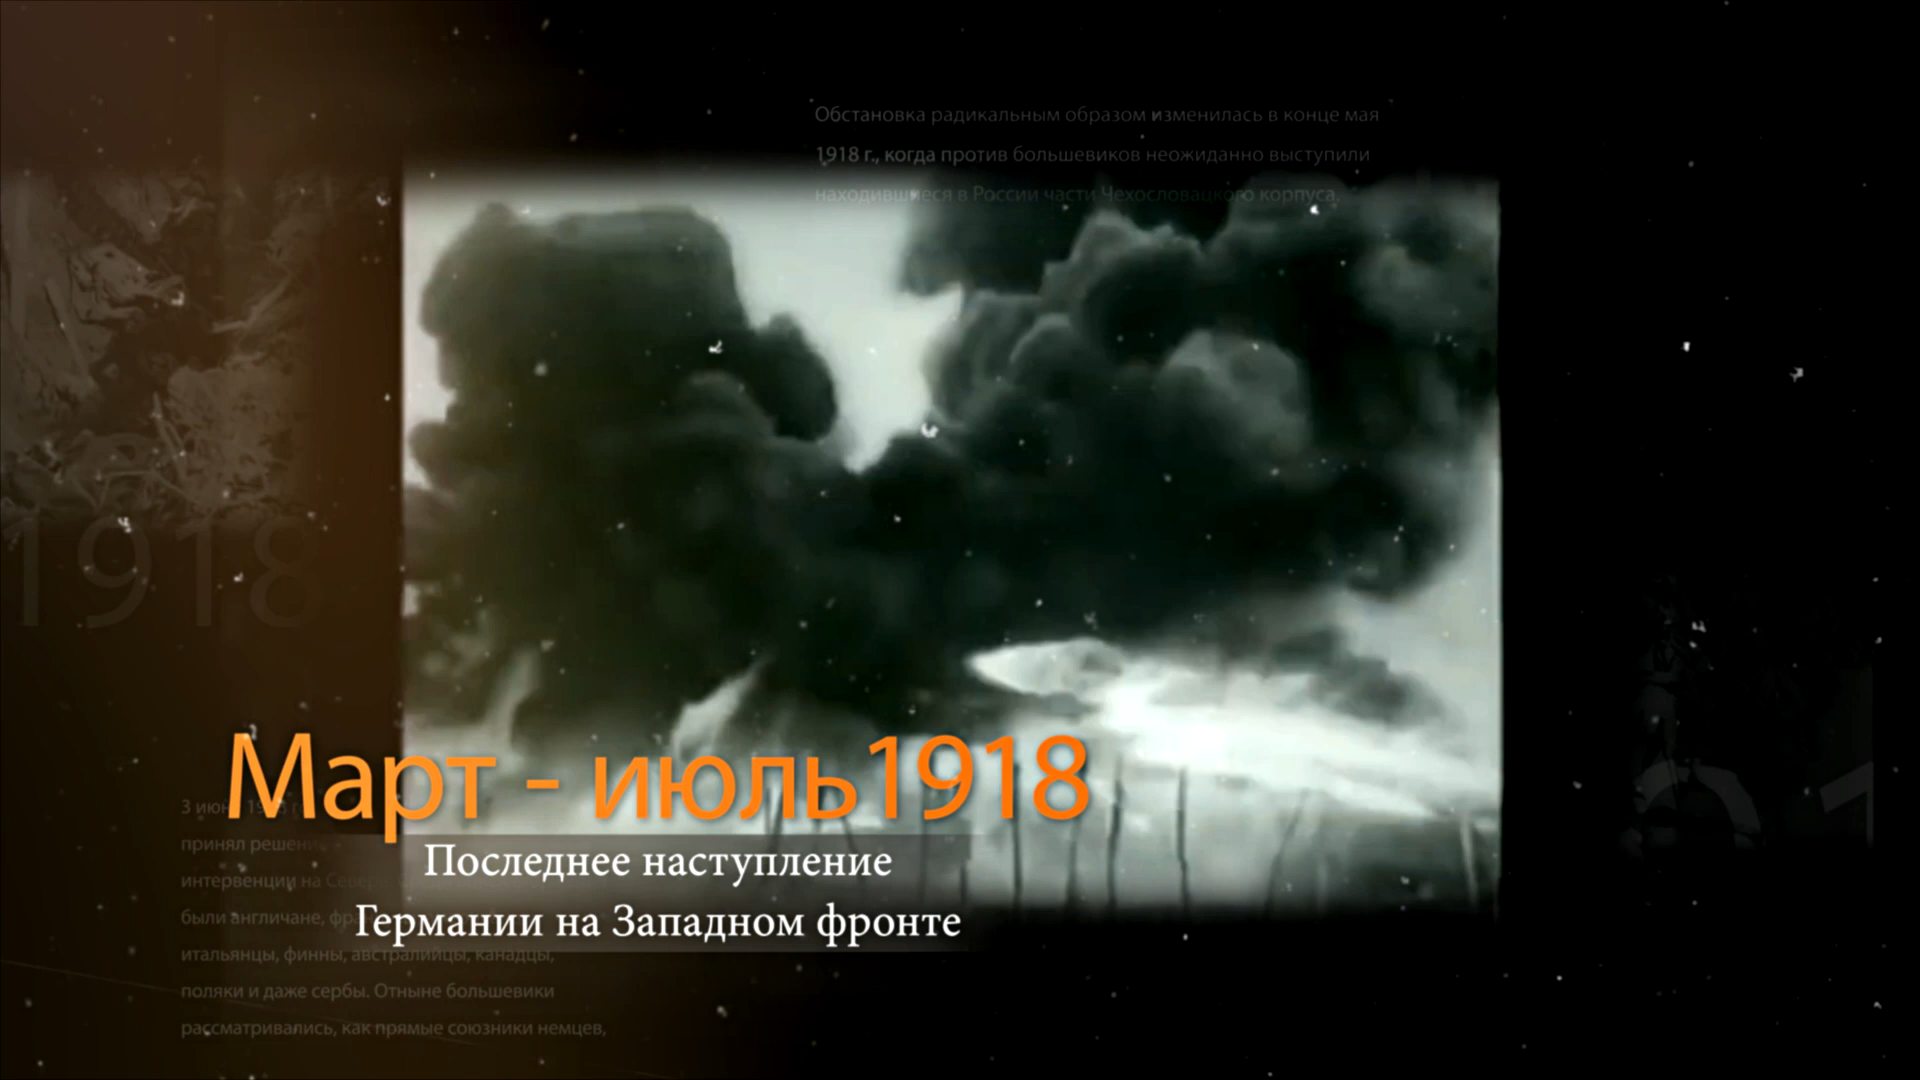 Обстановка радикальным образом изменилась в конце мая
1918 г., когда против большевиков неожиданно выступили
находившиеся в России части Чехословацкого корпуса.
1918
Март - июль1918
Последнее наступление
Германии на Западном фронте
3 июня 1918
принял решение
интервенции на Севере
были англичане,
итальянцы, финны, австралийцы, канадцы,
поляки и даже сербы. Отныне большевики
рассматривались, как прямые союзники немцев,